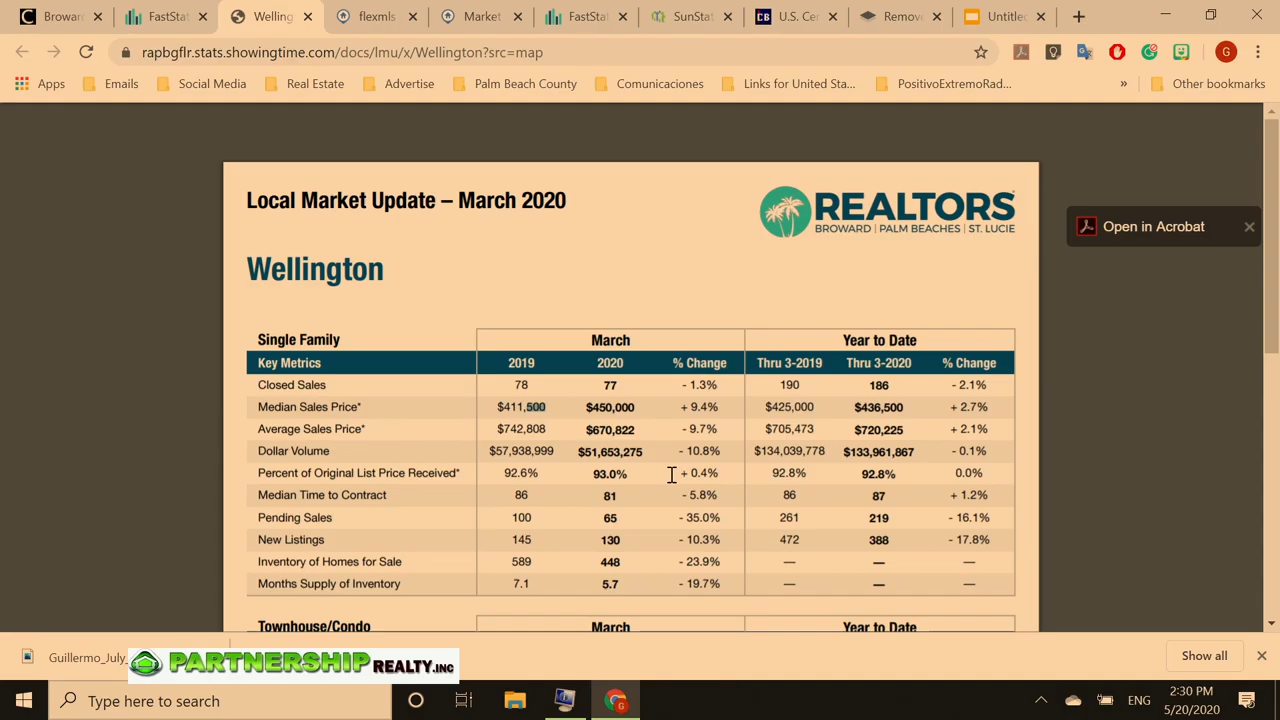 Broward
FastStat
Welling
flexmls
Market
FastStat
SunStat
U.S. Cen
Remove
Untitled
rapbgflr.stats.showingtime.com/docs/lmu/x/Wellington?src=map
G
Apps Emails Social Media Real Estate Advertise Palm Beach County Comunicaciones Links for United Sta... PositivoExtremoRad... » Other bookmarks
Local Market Update – March 2020
REALTORS
BROWARD | PALM BEACHES | ST. LUCIE
Open in Acrobat
Wellington
Single Family March Year to Date
Key Metrics 2019 2020 % Change Thru 3-2019 Thru 3-2020 % Change
Closed Sales 78 77 - 1.3% 190 186 - 2.1%
Median Sales Price* $411,500 $450,000 + 9.4% $425,000 $436,500 + 2.7%
Average Sales Price* $742,808 $670,822 - 9.7% $705,473 $720,225 + 2.1%
Dollar Volume $57,938,999 $51,653,275 - 10.8% $134,039,778 $133,961,867 - 0.1%
Percent of Original List Price Received* 92.6% 93.0% + 0.4% 92.8% 92.8% 0.0%
Median Time to Contract 86 81 - 5.8% 86 87 + 1.2%
Pending Sales 100 65 - 35.0% 261 219 - 16.1%
New Listings 145 130 - 10.3% 472 388 - 17.8%
Inventory of Homes for Sale 589 448 - 23.9% — — —
Months Supply of Inventory 7.1 5.7 - 19.7% — — —
Townhouse/Condo March Year to Date
Guillermo_July
PARTNERSHIP REALTY.INC
Show all
Type here to search
ENG
2:30 PM
5/20/2020